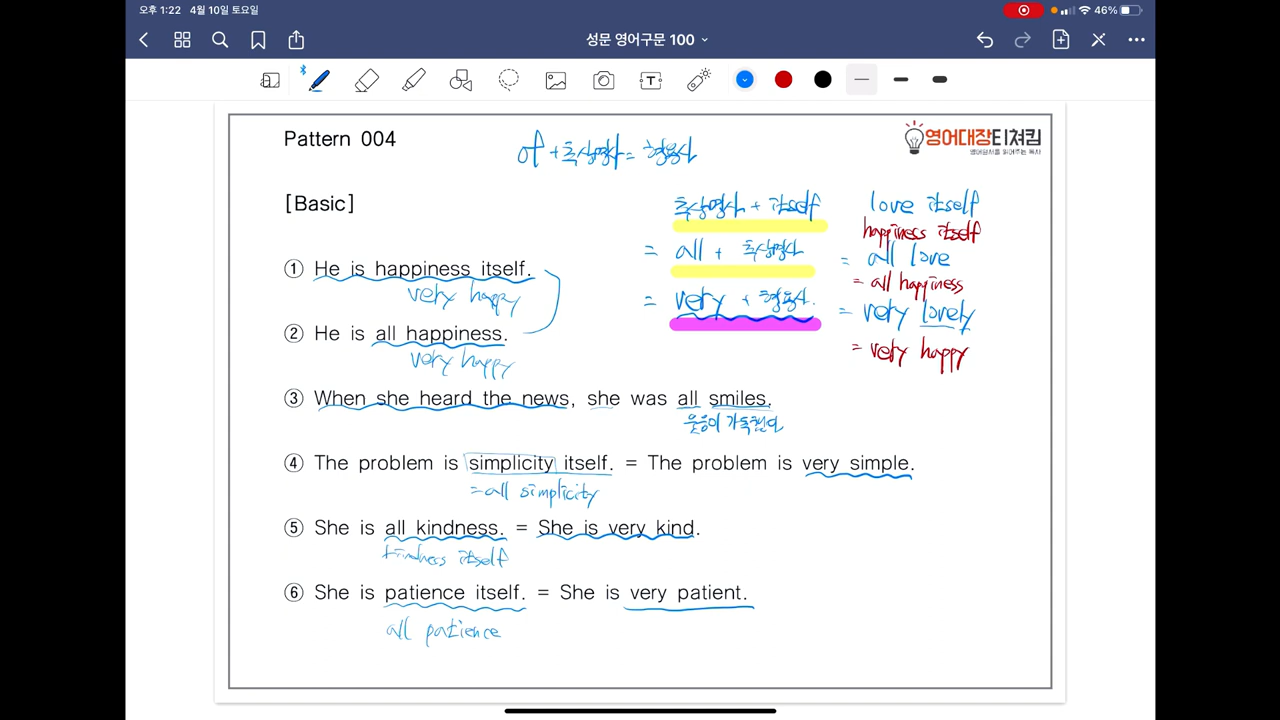 오후 1:22 4월 10일 토요일
46%
성문 영어구문 100
Pattern 004
of + 추상명사 = 형용사
영어대장티쳐킴
[Basic]
추상명사 + itself
love itself
happiness itself
= all + 추상명사
= all love
= all happiness
= very + 형용사.
= very lovely
= very happy
① He is happiness itself.
very happy
② He is all happiness.
very happy
③ When she heard the news, she was all smiles.
웃음이 가득했다
④ The problem is simplicity itself. = The problem is very simple.
= all simplicity
⑤ She is all kindness. = She is very kind.
kindness itself
⑥ She is patience itself. = She is very patient.
all patience